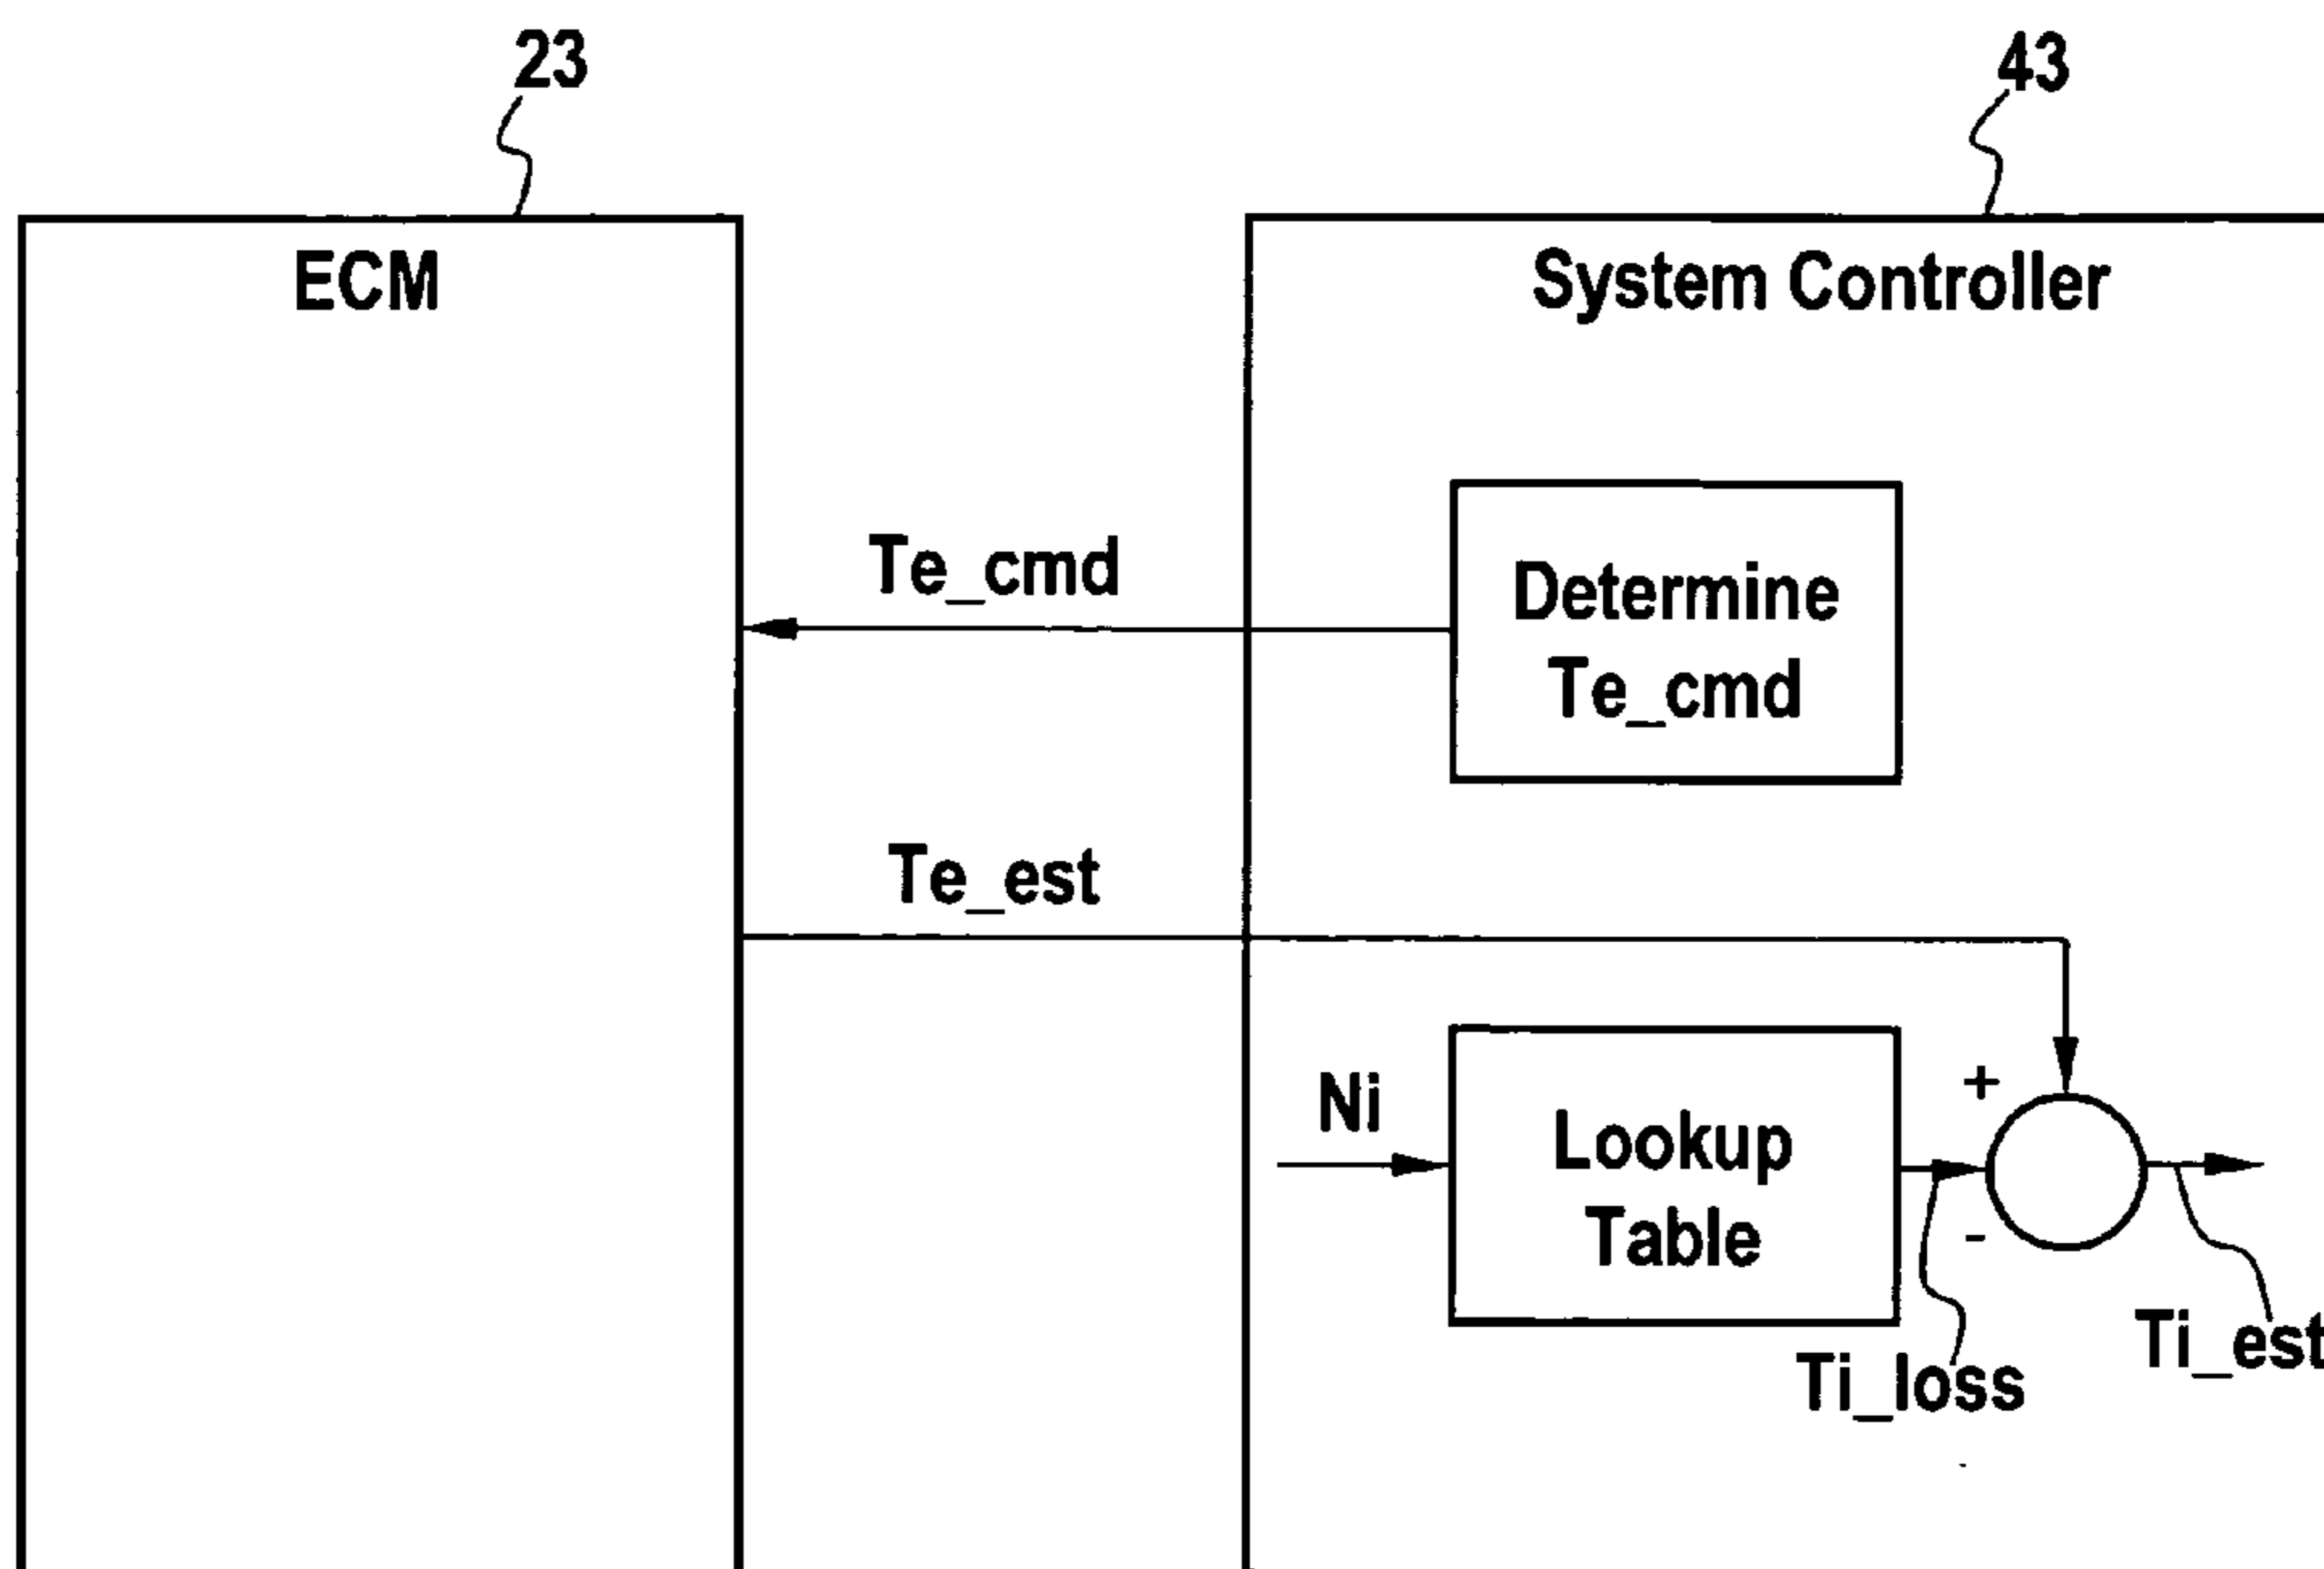 23
43
ECM
System Controller
Te_cmd
Determine
Te_cmd
Te_est
Ni
Lookup
Table
+
-
Ti_loss
Ti_est